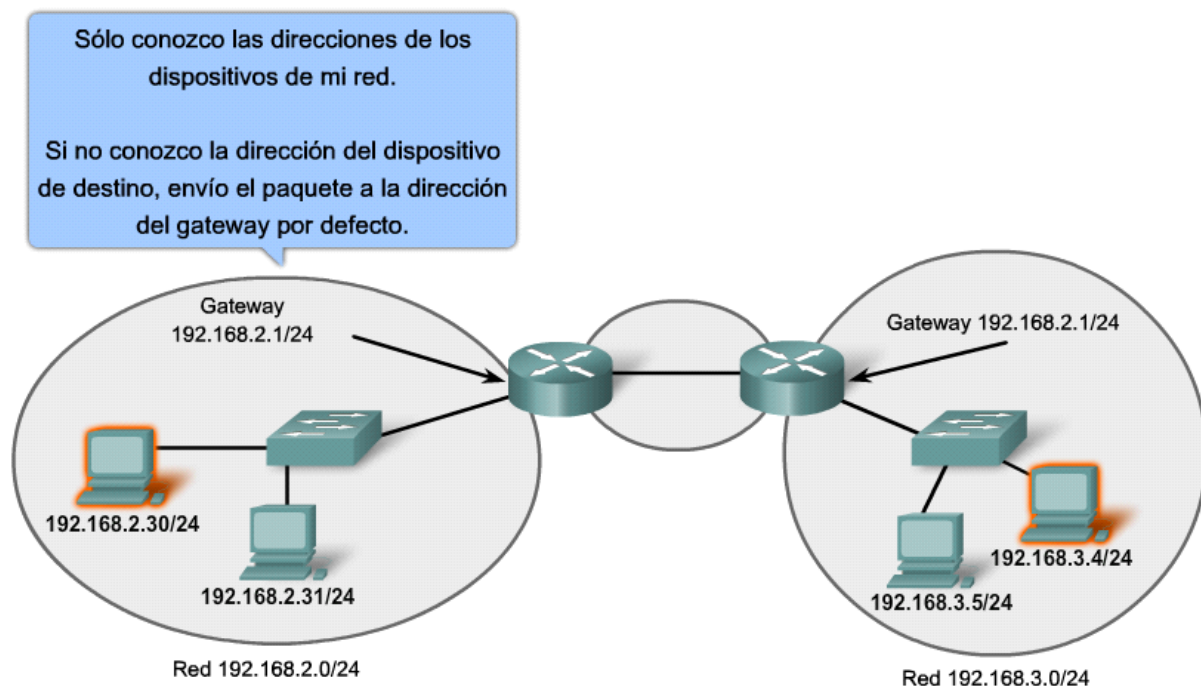 Sólo conozco las direcciones de los
dispositivos de mi red.
Si no conozco la dirección del dispositivo
de destino, envío el paquete a la dirección
del gateway por defecto.
Gateway
192.168.2.1/24
Gateway 192.168.2.1/24
192.168.2.30/24
192.168.2.31/24
192.168.3.4/24
192.168.3.5/24
Red 192.168.2.0/24
Red 192.168.3.0/24